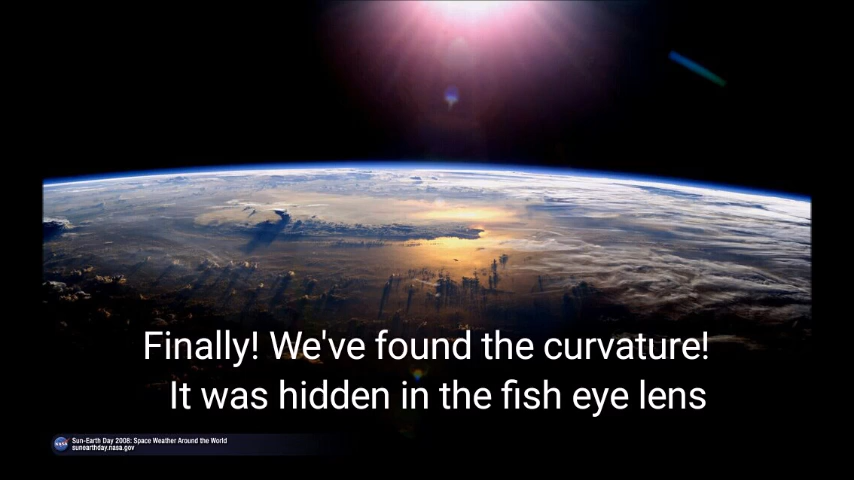 Finally! We've found the curvature!
It was hidden in the fish eye lens
NASA
Sun-Earth Day 2008: Space Weather Around the World
sunearthday.nasa.gov